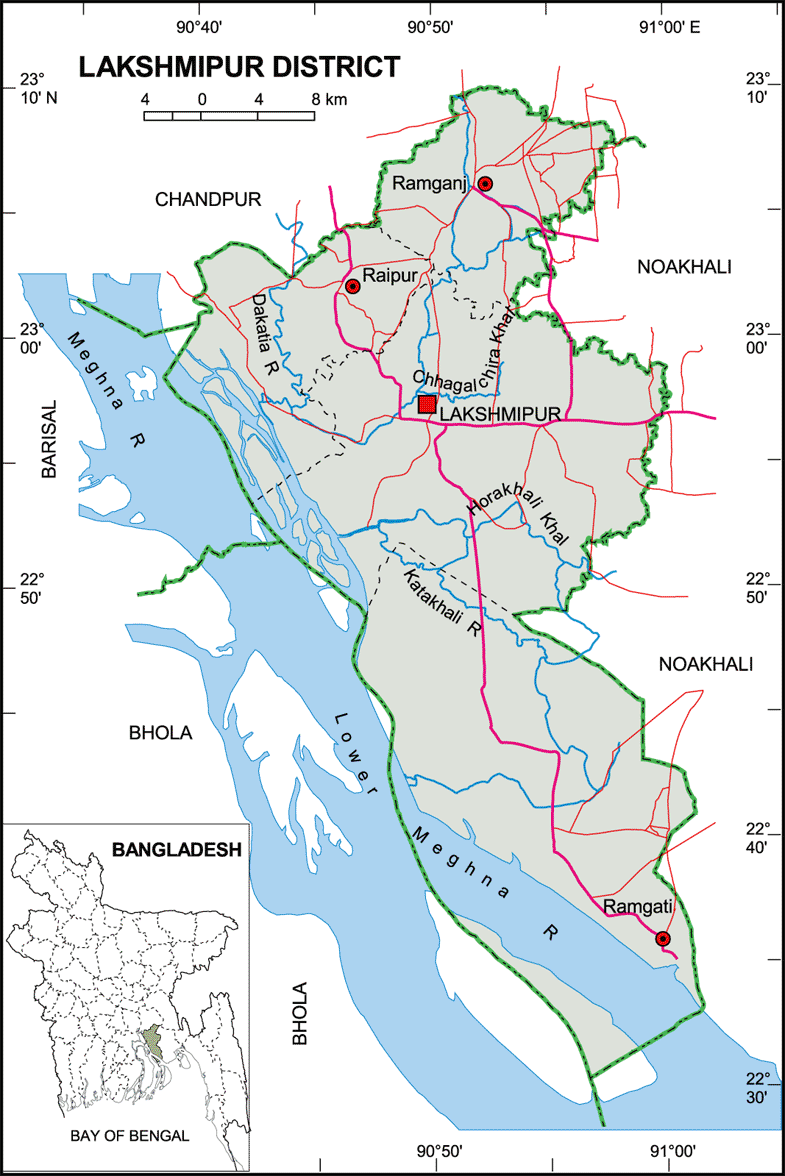 90°40' 90°50' 91°00' E
LAKSHMIPUR DISTRICT
23°
10' N
23°
10'
4 0 4 8 km
Ramganj
CHANDPUR
NOAKHALI
Raipur
Dakatia R
Chhagalchira Khal
23°
00'
23°
00'
Meghna R
BARISAL
LAKSHMIPUR
Horakhali Khal
22°
50'
22°
50'
Katakhali R
NOAKHALI
BHOLA
Lower
Meghna R
22°
40'
BANGLADESH
Ramgati
BHOLA
22°
30'
BAY OF BENGAL
90°50' 91°00'